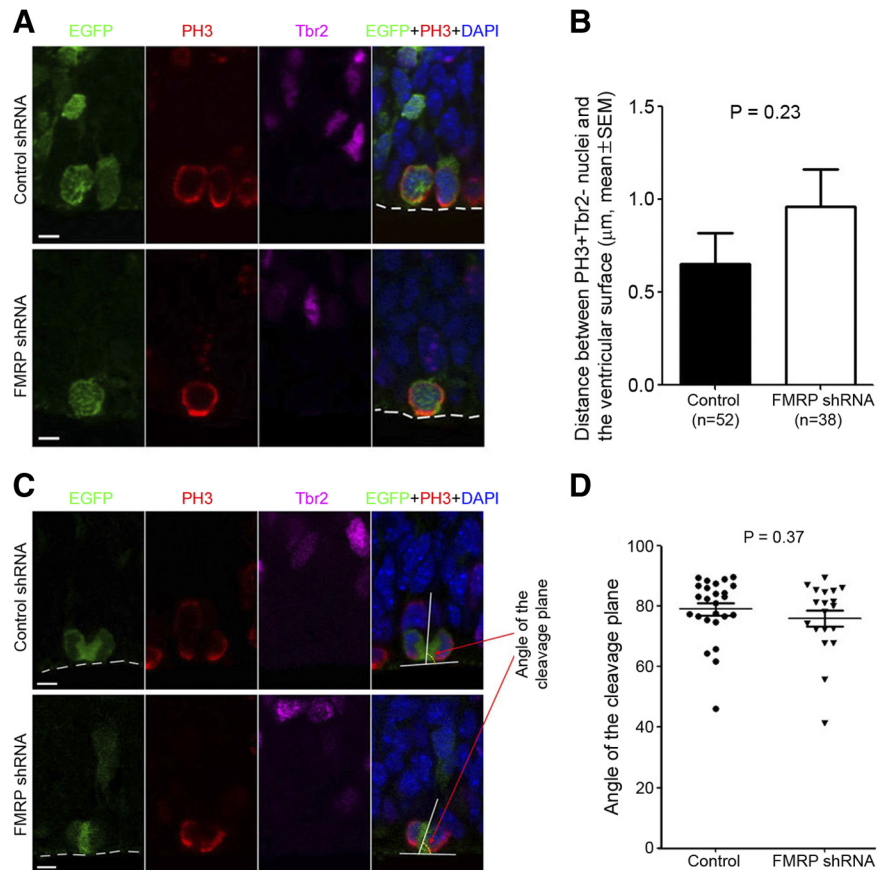 A
EGFP PH3 Tbr2 EGFP+PH3+DAPI
Control shRNA
FMRP shRNA
B
Distance between PH3+Tbr2- nuclei and
the ventricular surface (μm, mean±SEM)
1.5
1.0
0.5
0.0
P = 0.23
Control
(n=52)
FMRP shRNA
(n=38)
C
EGFP PH3 Tbr2 EGFP+PH3+DAPI
Control shRNA
FMRP shRNA
Angle of the
cleavage plane
D
Angle of the cleavage plane
100
80
60
40
20
0
P = 0.37
Control
FMRP shRNA